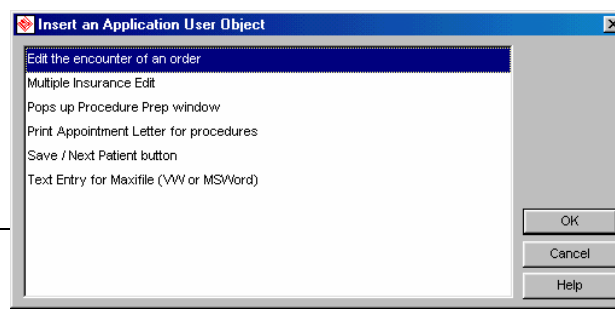 Insert an Application User Object
Edit the encounter of an order
Multiple Insurance Edit
Pops up Procedure Prep window
Print Appointment Letter for procedures
Save / Next Patient button
Text Entry for Maxifile (VW or MSWord)
OK
Cancel
Help